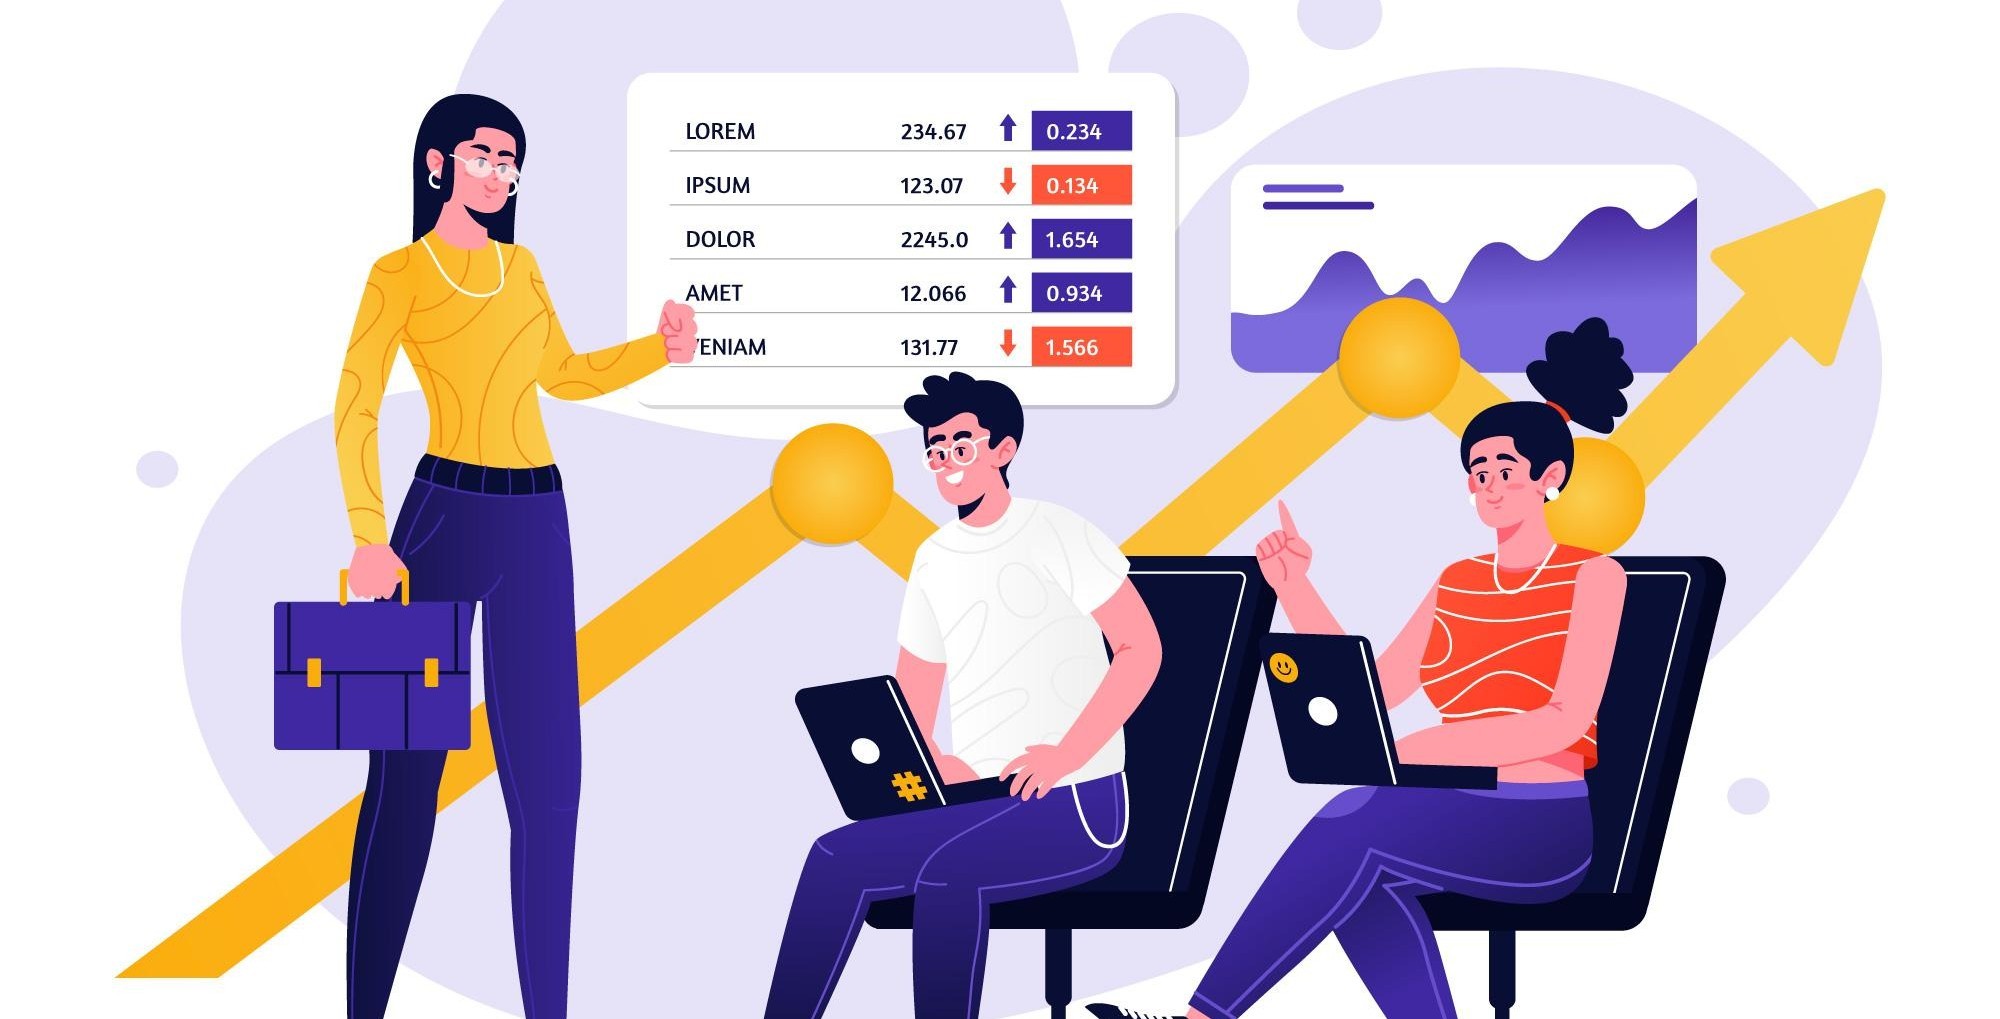 LOREM 234.67 0.234
IPSUM 123.07 0.134
DOLOR 2245.0 1.654
AMET 12.066 0.934
VENIAM 131.77 1.566
#